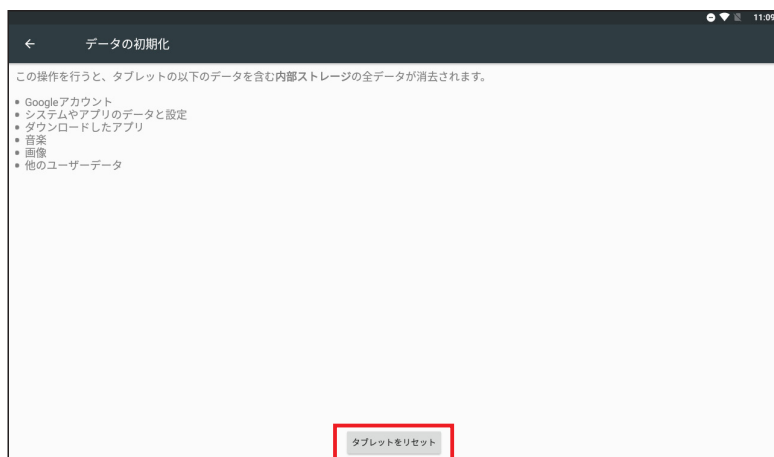 11:09
データの初期化
この操作を行うと、タブレットの以下のデータを含む内部ストレージの全データが消去されます。
• Googleアカウント
• システムやアプリのデータと設定
• ダウンロードしたアプリ
• 音楽
• 画像
• 他のユーザーデータ
タブレットをリセット